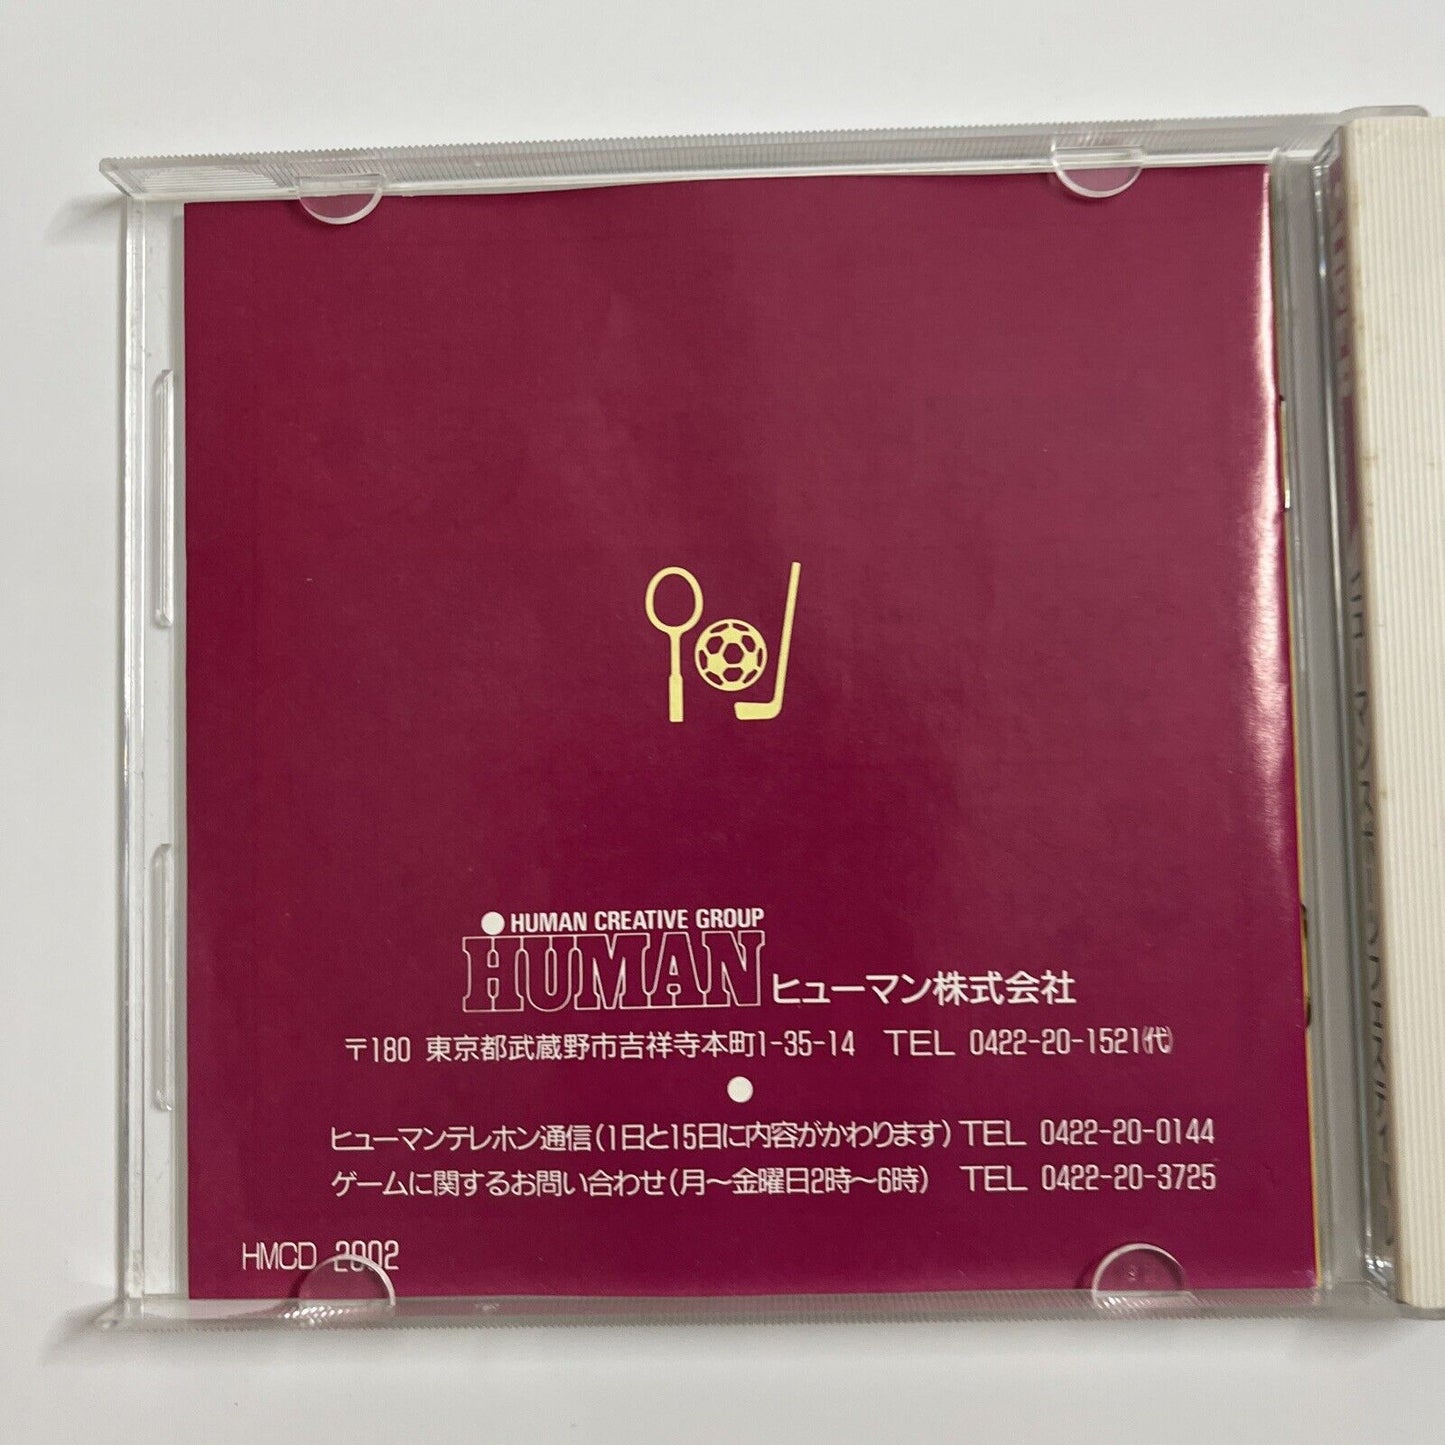 HUMAN CREATIVE GROUP
HUMAN ヒューマン株式会社
〒180 東京都武蔵野市吉祥寺本町1-35-14 TEL 0422-20-1521(代)
ヒューマンテレホン通信(1日と15日に内容がかわります) TEL 0422-20-0144
ゲームに関するお問い合わせ(月〜金曜日2時〜6時) TEL 0422-20-3725
HMCD 2002